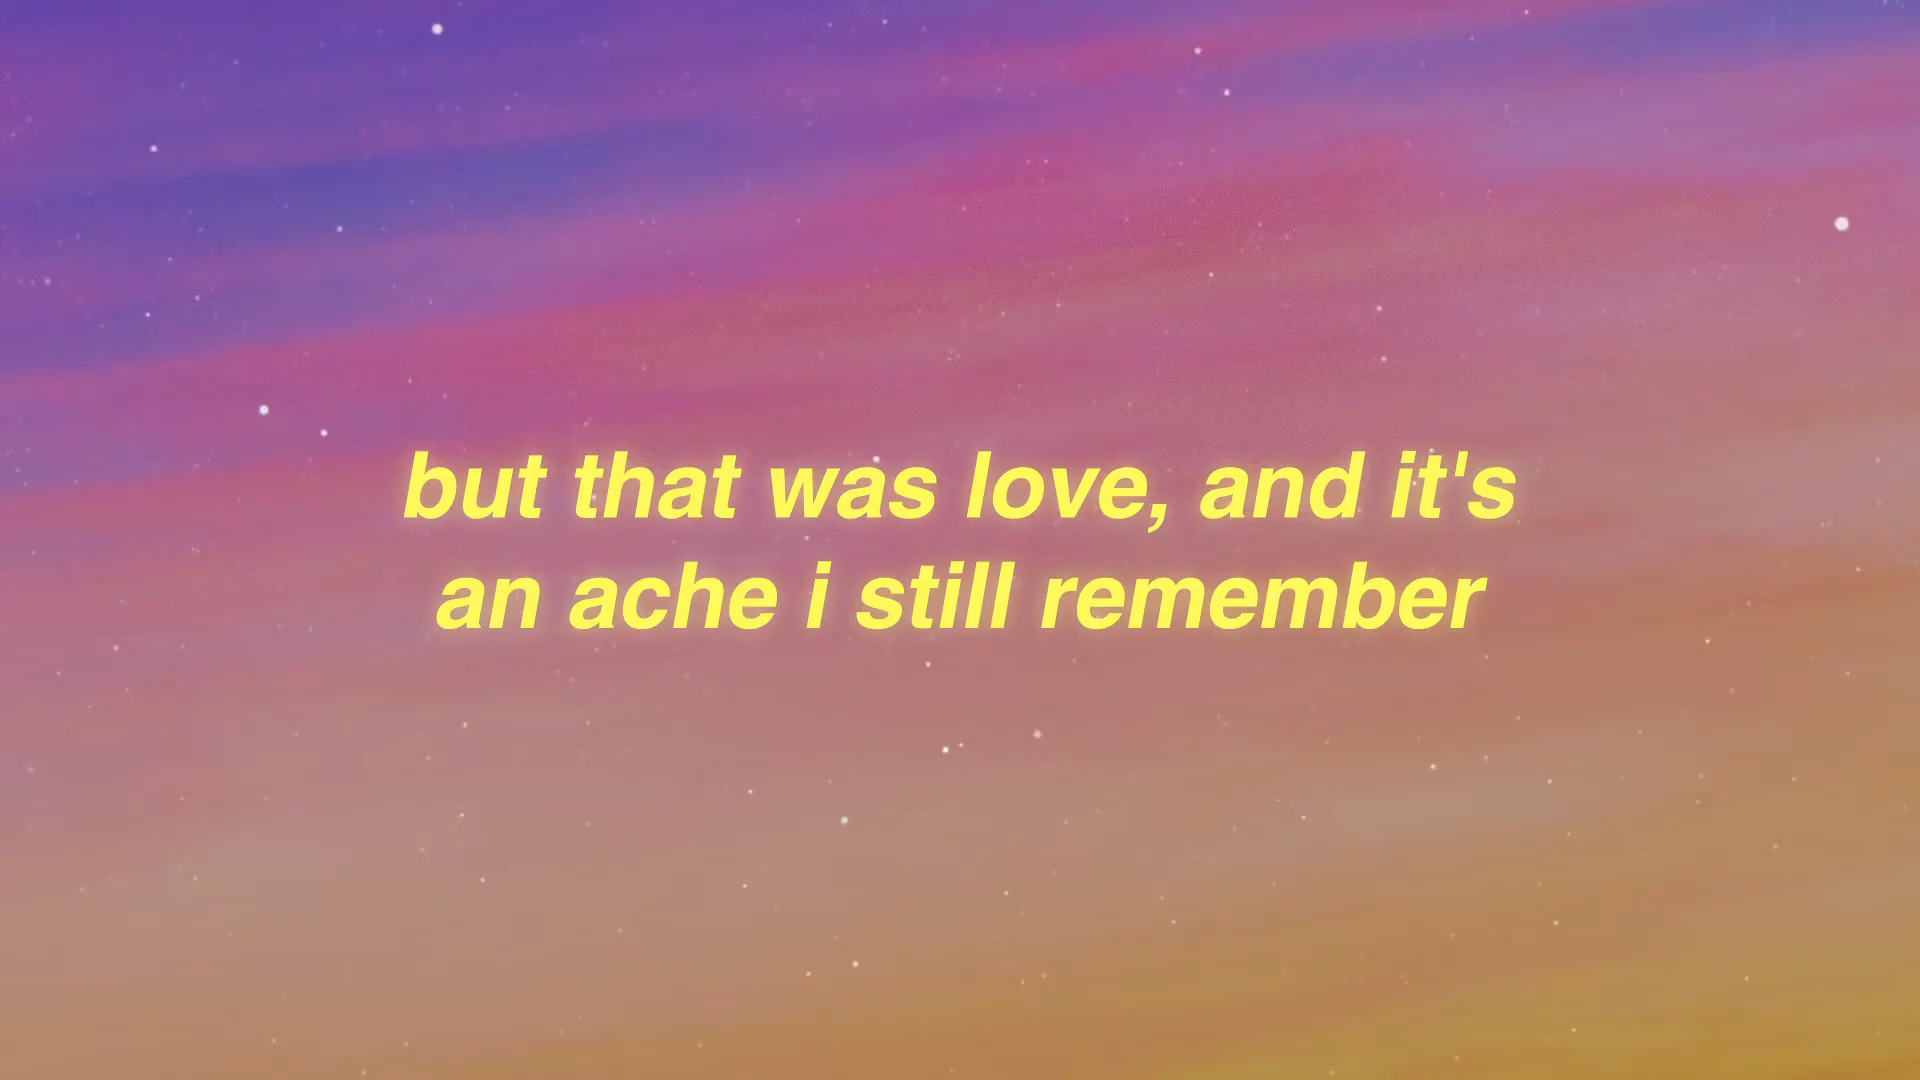 but that was love, and it's
an ache i still remember